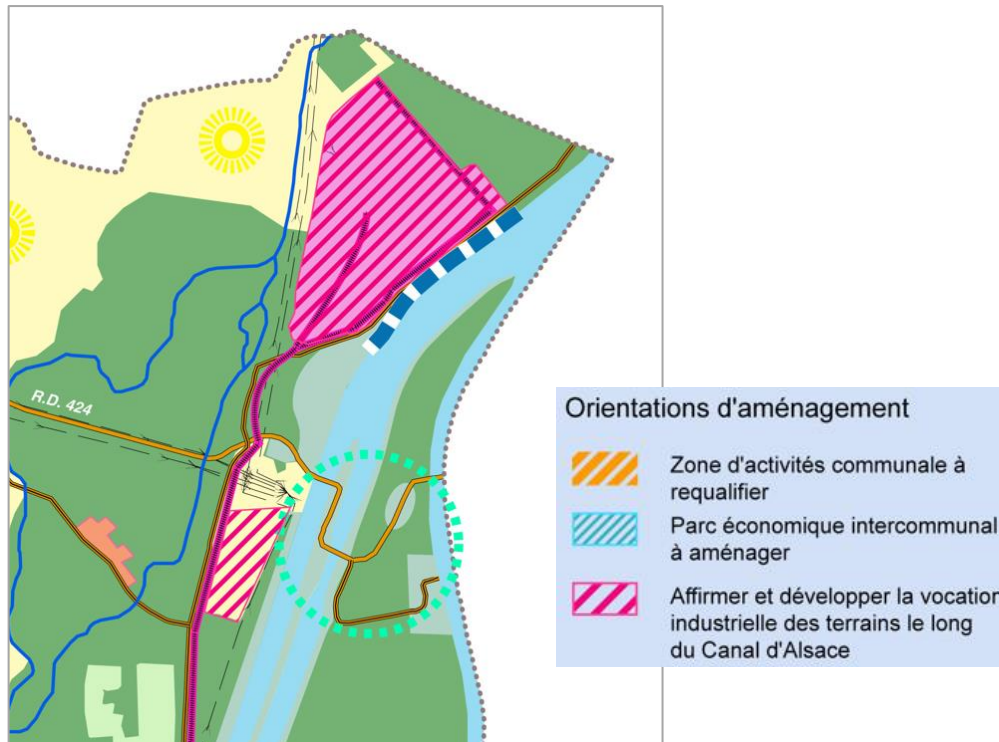 R.D. 424
Orientations d'aménagement
Zone d'activités communale à
requalifier
Parc économique intercommunal
à aménager
Affirmer et développer la vocation
industrielle des terrains le long
du Canal d'Alsace